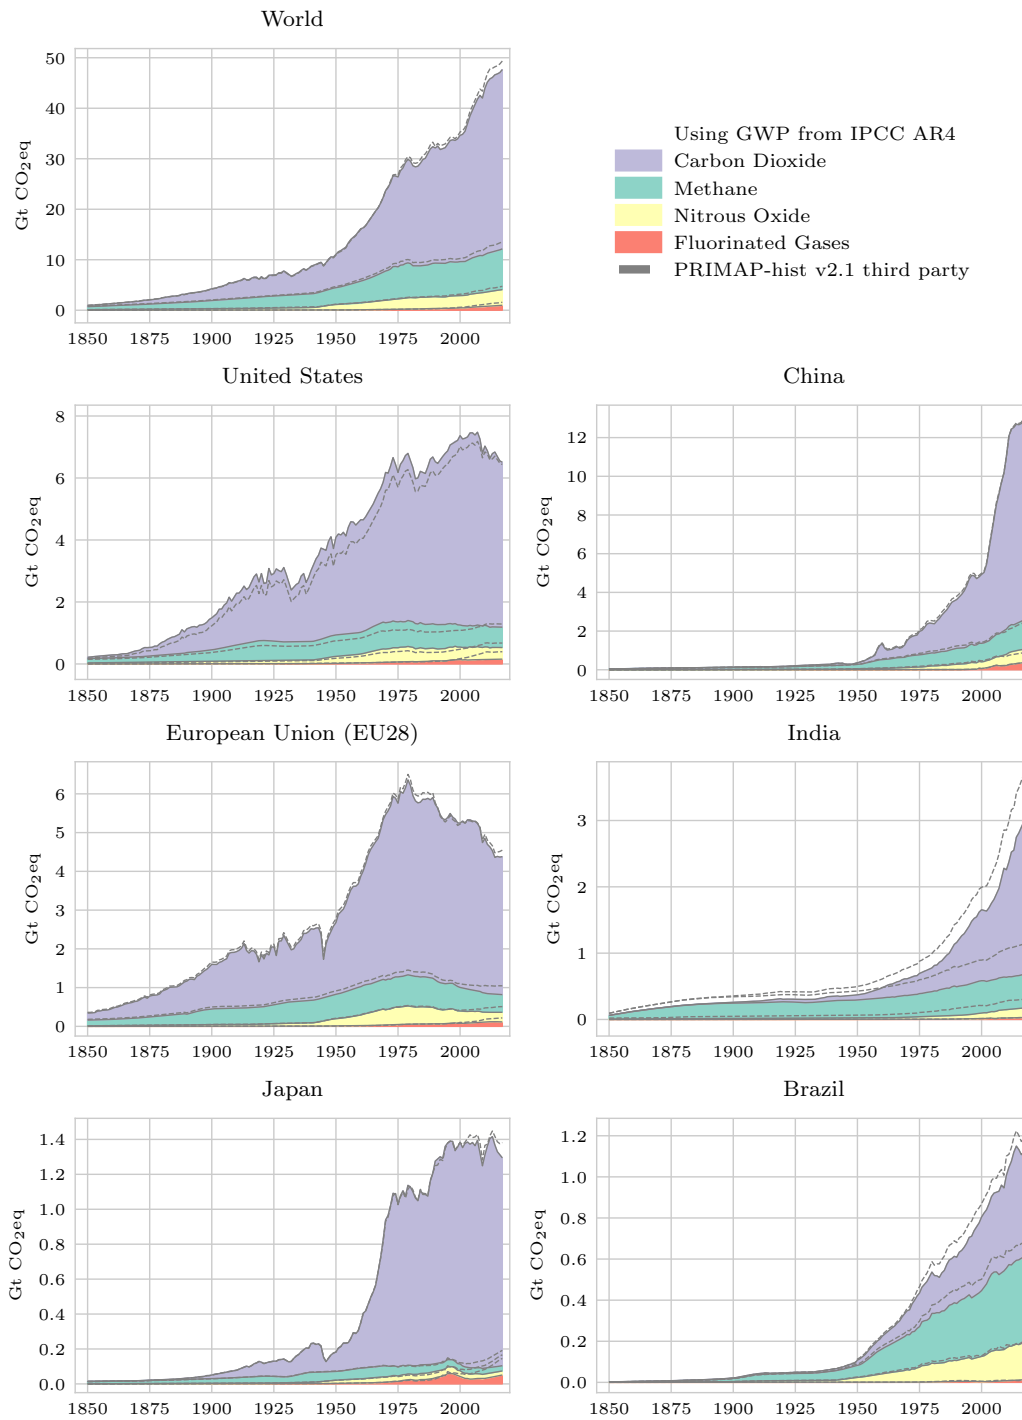 World
Gt CO₂eq
50
40
30
20
10
0
1850 1875 1900 1925 1950 1975 2000
Using GWP from IPCC AR4
Carbon Dioxide
Methane
Nitrous Oxide
Fluorinated Gases
PRIMAP-hist v2.1 third party
United States
Gt CO₂eq
8
6
4
2
0
1850 1875 1900 1925 1950 1975 2000
China
Gt CO₂eq
12
10
8
6
4
2
0
1850 1875 1900 1925 1950 1975 2000
European Union (EU28)
Gt CO₂eq
6
5
4
3
2
1
0
1850 1875 1900 1925 1950 1975 2000
India
Gt CO₂eq
3
2
1
0
1850 1875 1900 1925 1950 1975 2000
Japan
Gt CO₂eq
1.4
1.2
1.0
0.8
0.6
0.4
0.2
0.0
1850 1875 1900 1925 1950 1975 2000
Brazil
Gt CO₂eq
1.2
1.0
0.8
0.6
0.4
0.2
0.0
1850 1875 1900 1925 1950 1975 2000